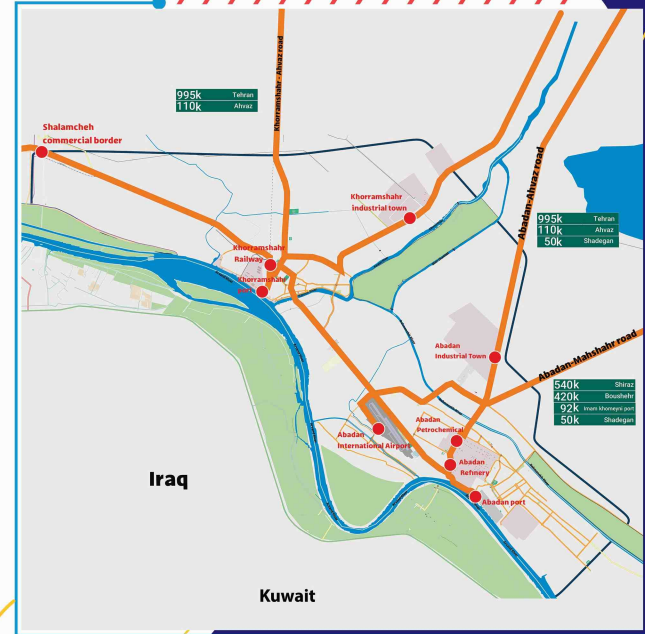 Khorramshahr - Ahvaz road
995k Tehran
110k Ahvaz
Shalamcheh
commercial border
Khorramshahr
industrial town
Abadan-Ahvaz road
995k Tehran
110k Ahvaz
50k Shadegan
Khorramshahr
Railway
Khorramshahr
Abadan
Industrial Town
Abadan-Mahshahr road
540k Shiraz
420k Boushehr
92k Imam khomeyni port
50k Shadegan
Abadan
Petrochemical
Abadan
International Airport
Abadan
Refinery
Abadan port
Iraq
Kuwait